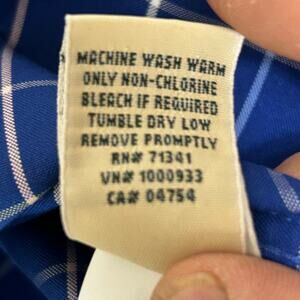 MACHINE WASH WARM
ONLY NON-CHLORINE
BLEACH IF REQUIRED
TUMBLE DRY LOW
REMOVE PROMPTLY
RN# 71341
VN# 1000933
CA# 04754